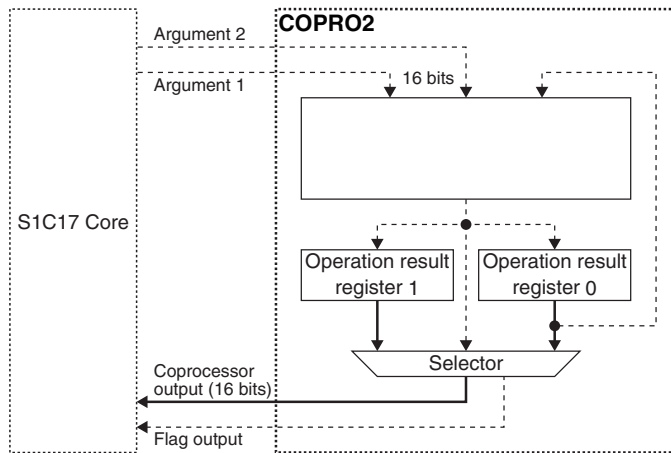 COPRO2
Argument 2
Argument 1
16 bits
S1C17 Core
Operation result
register 1
Operation result
register 0
Selector
Coprocessor
output (16 bits)
Flag output